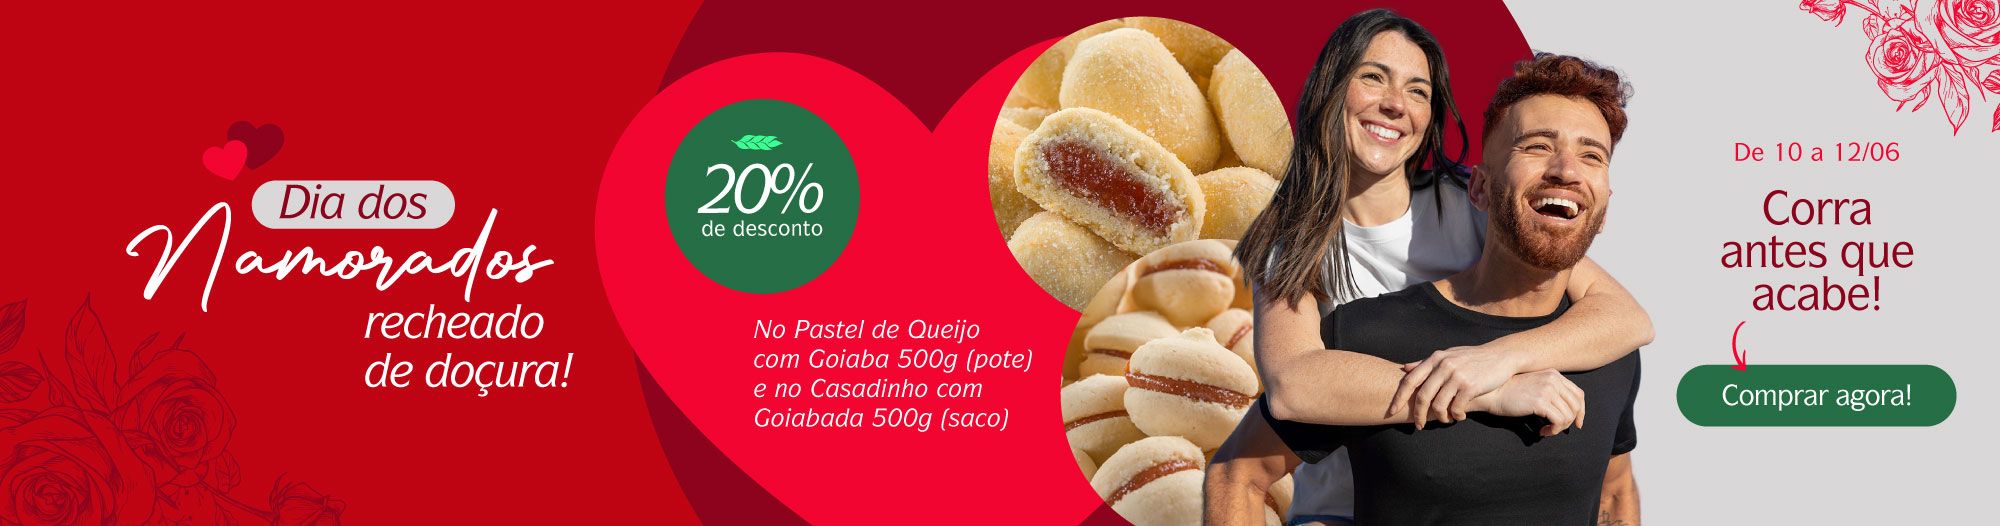 Dia dos
Namorados
recheado
de doçura!
20%
de desconto
No Pastel de Queijo
com Goiaba 500g (pote)
e no Casadinho com
Goiabada 500g (saco)
De 10 a 12/06
Corra
antes que
acabe!
Comprar agora!